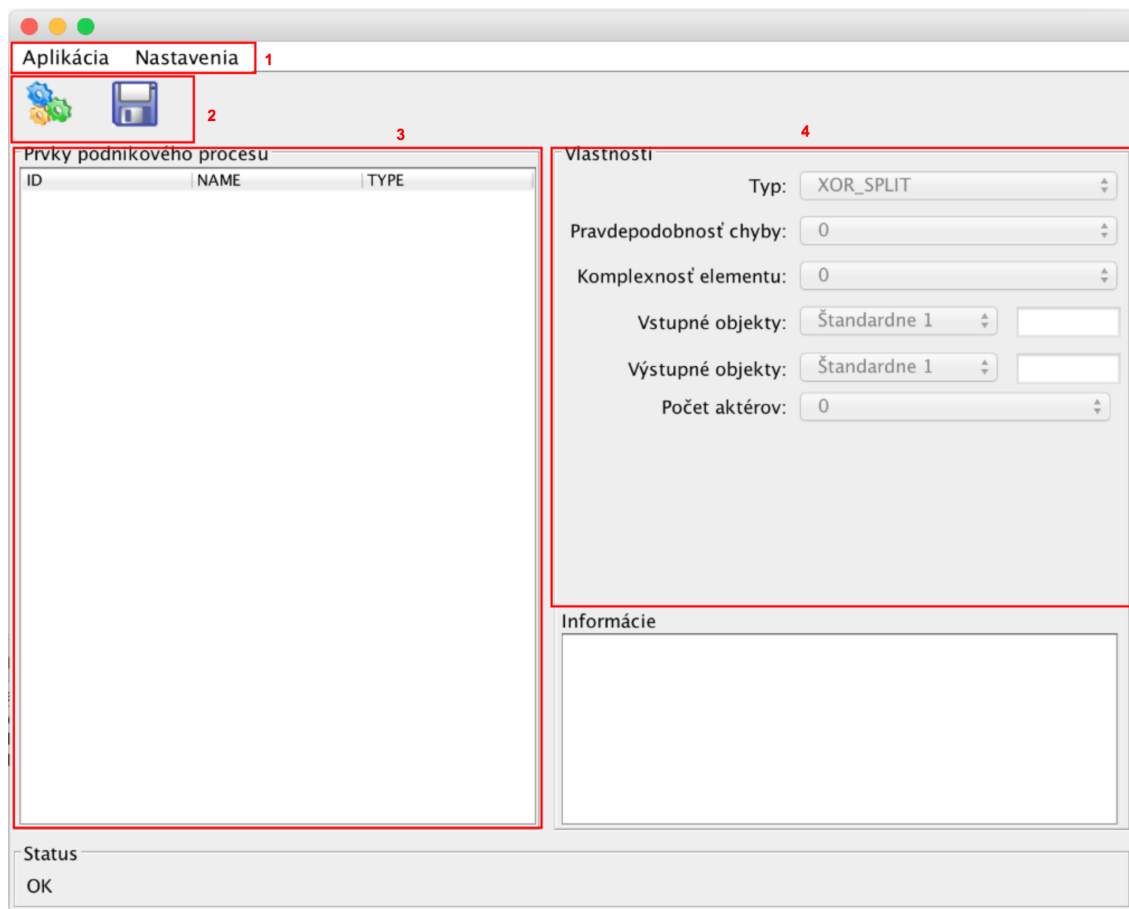 Aplikácia Nastavenia 1
2
3
4
Prvky podnikového procesu
ID NAME TYPE
Vlastnosti
Typ: XOR_SPLIT
Pravdepodobnosť chyby: 0
Komplexnosť elementu: 0
Vstupné objekty: Štandardne 1
Výstupné objekty: Štandardne 1
Počet aktérov: 0
Informácie
Status
OK